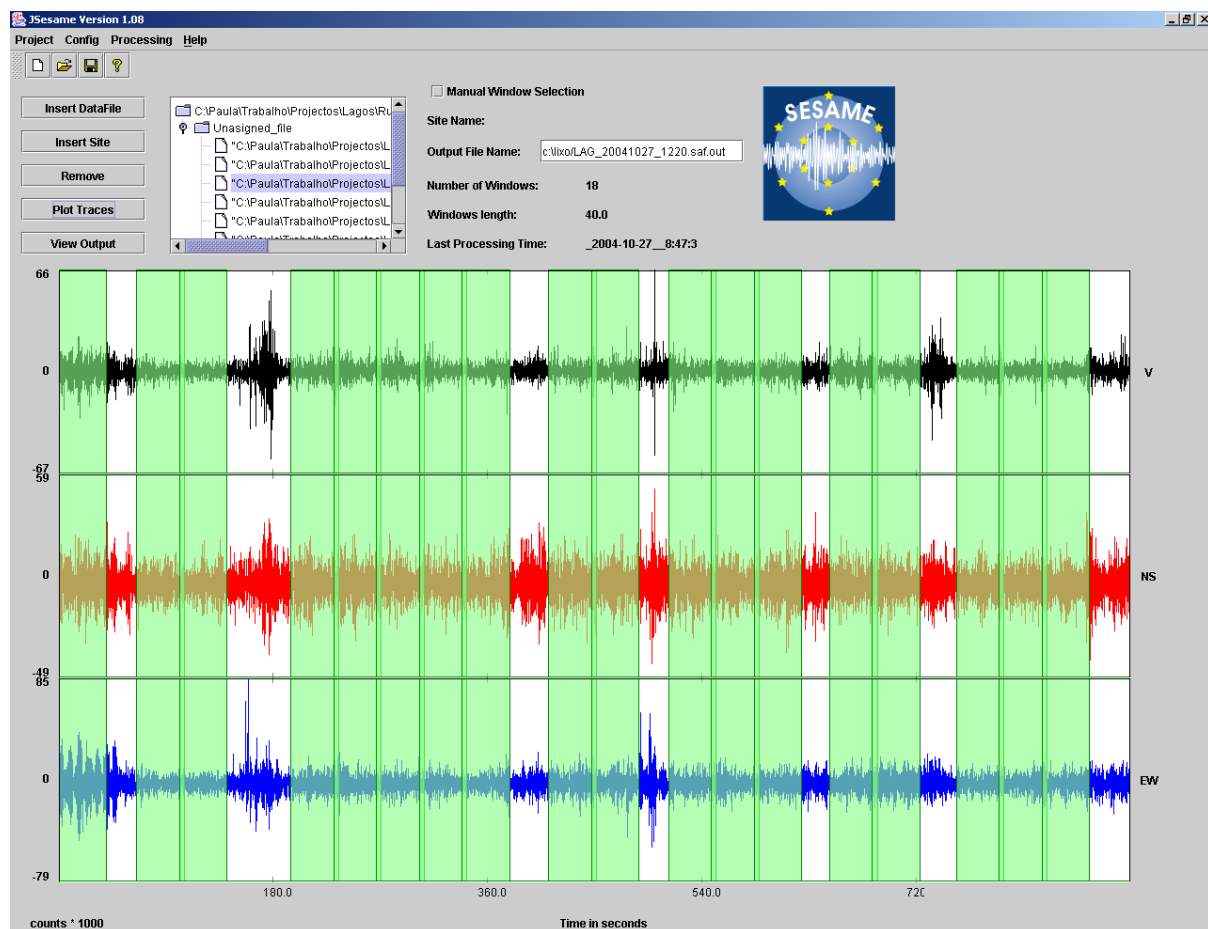 JSesame Version 1.08
Project Config Processing Help
Insert DataFile
Insert Site
Remove
Plot Traces
View Output
C:\Paula\Trabalho\Projectos\Lagos\Ru
Unasigned_file
"C:\Paula\Trabalho\Projectos\L
"C:\Paula\Trabalho\Projectos\L
"C:\Paula\Trabalho\Projectos\L
"C:\Paula\Trabalho\Projectos\L
"C:\Paula\Trabalho\Projectos\L
"C:\Paula\Trabalho\Projectos\L
Manual Window Selection
Site Name:
Output File Name: c:\lixo/LAG_20041027_1220.saf.out
Number of Windows: 18
Windows length: 40.0
Last Processing Time: _2004-10-27__8:47:3
SESAME
66
0
V
-67
59
0
NS
-49
85
0
EW
-79
180.0 360.0 540.0 720
counts * 1000 Time in seconds